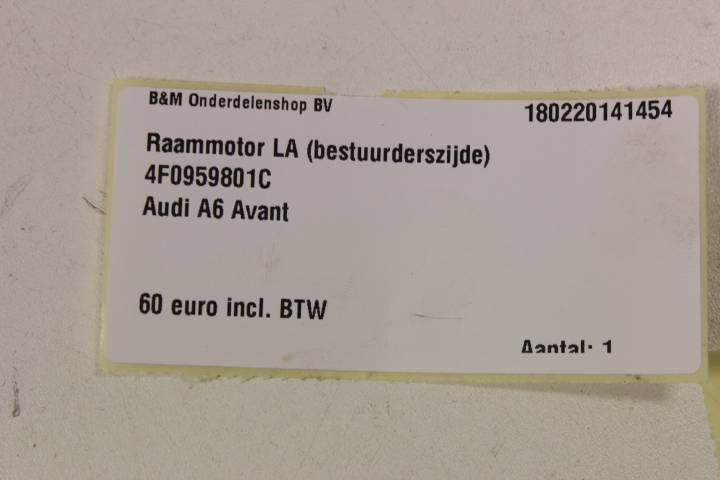 B&M Onderdelenshop BV
180220141454
Raammotor LA (bestuurderszijde)
4F0959801C
Audi A6 Avant
60 euro incl. BTW
Aantal: 1